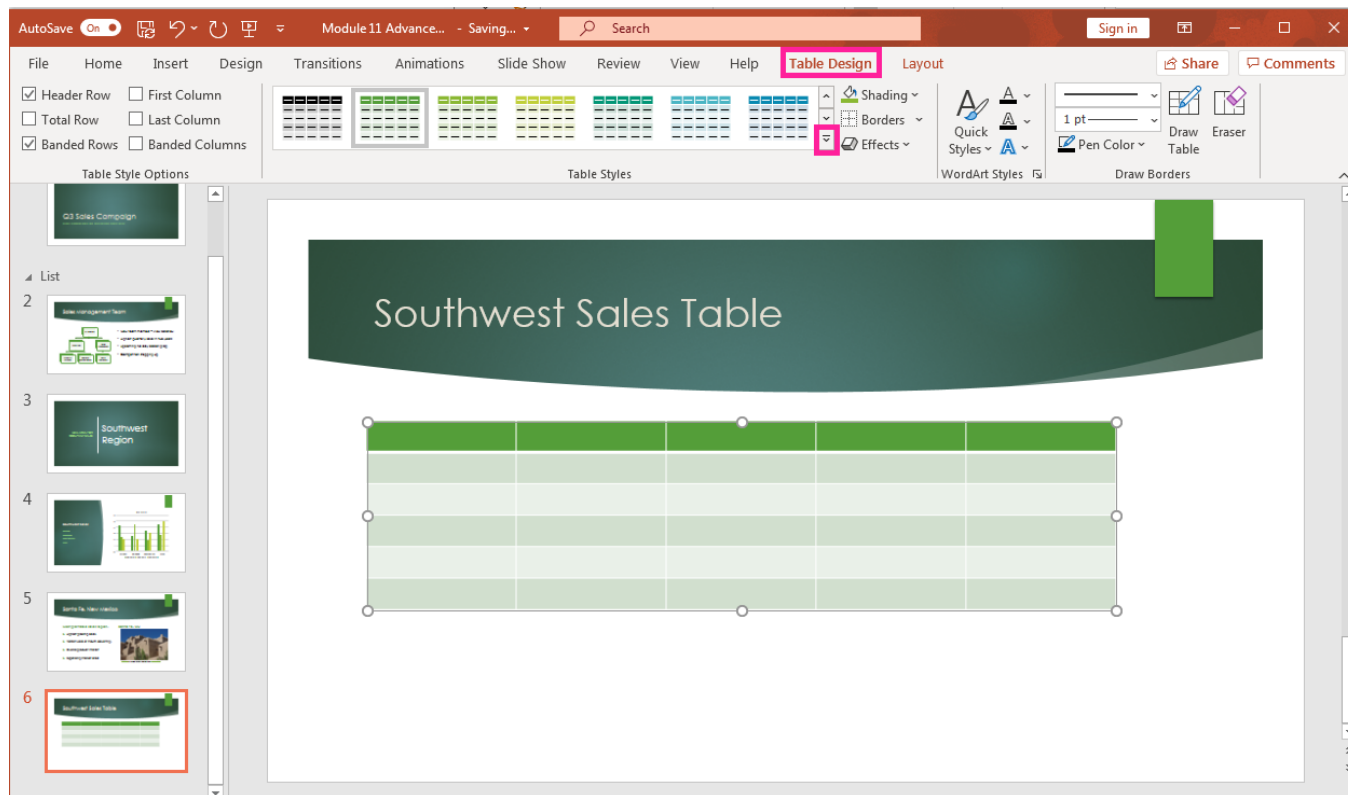 AutoSave On Module 11 Advance... - Saving... Search Sign in
File Home Insert Design Transitions Animations Slide Show Review View Help Table Design Layout Share Comments
Header Row First Column
Total Row Last Column
Banded Rows Banded Columns
Table Style Options
Shading
Borders
Effects
Table Styles
Quick
Styles
WordArt Styles
1 pt
Pen Color
Draw
Table
Eraser
Draw Borders
Q3 Sales Campaign
List
2
Sales Management Team
3
Southwest
Region
4
5
Santa Fe, New Mexico
6
Southwest Sales Table
Southwest Sales Table